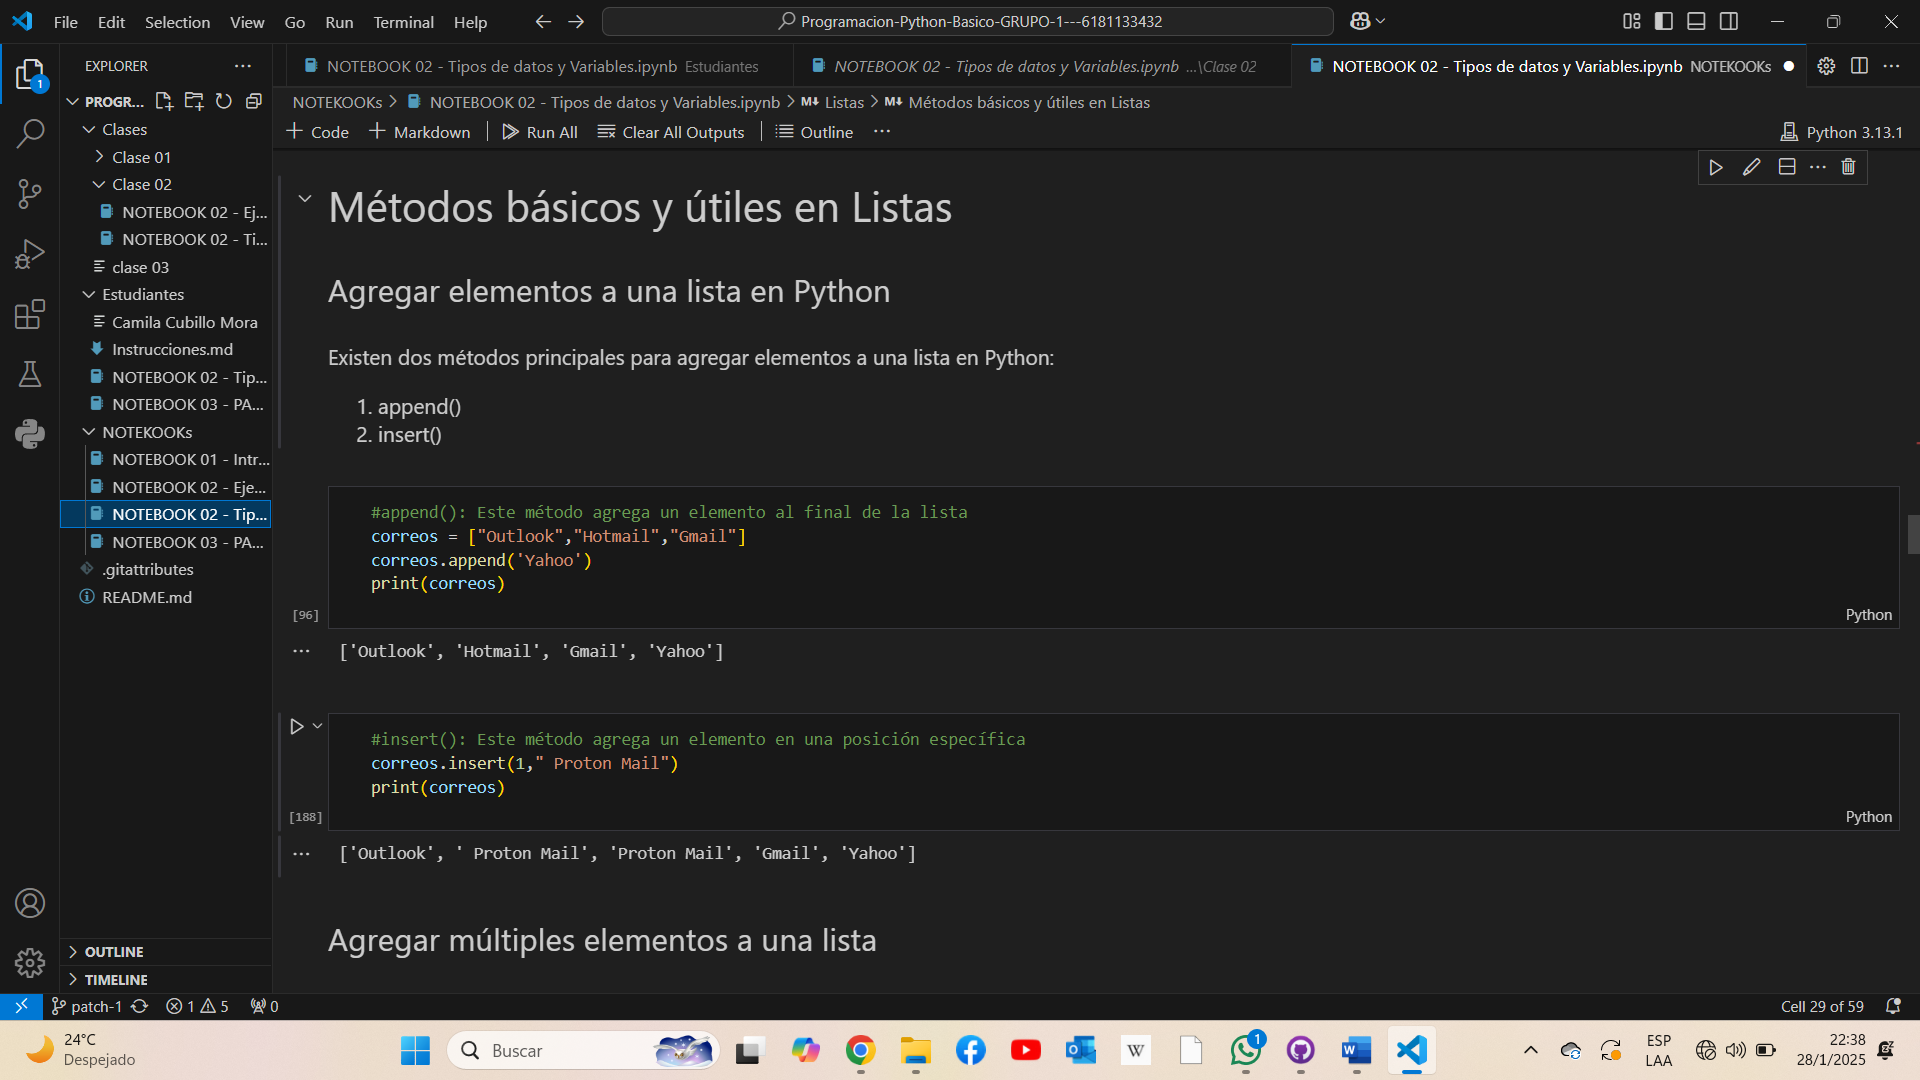 File Edit Selection View Go Run Terminal Help
Programacion-Python-Basico-GRUPO-1---6181133432
EXPLORER
NOTEBOOK 02 - Tipos de datos y Variables.ipynb Estudiantes
NOTEBOOK 02 - Tipos de datos y Variables.ipynb ...\Clase 02
NOTEBOOK 02 - Tipos de datos y Variables.ipynb NOTEKOOKs
1
PROGR...
Clases
Clase 01
Clase 02
NOTEBOOK 02 - Ej...
NOTEBOOK 02 - Ti...
clase 03
Estudiantes
Camila Cubillo Mora
Instrucciones.md
NOTEBOOK 02 - Tip...
NOTEBOOK 03 - PA...
NOTEKOOKs
NOTEBOOK 01 - Intr...
NOTEBOOK 02 - Eje...
NOTEBOOK 02 - Tip...
NOTEBOOK 03 - PA...
.gitattributes
README.md
OUTLINE
TIMELINE
NOTEKOOKs > NOTEBOOK 02 - Tipos de datos y Variables.ipynb > M↓ Listas > M↓ Métodos básicos y útiles en Listas
+ Code + Markdown Run All Clear All Outputs Outline ...
Python 3.13.1
Métodos básicos y útiles en Listas
Agregar elementos a una lista en Python
Existen dos métodos principales para agregar elementos a una lista en Python:
1. append()
2. insert()
#append(): Este método agrega un elemento al final de la lista
correos = ["Outlook","Hotmail","Gmail"]
correos.append('Yahoo')
print(correos)
[96]
Python
['Outlook', 'Hotmail', 'Gmail', 'Yahoo']
#insert(): Este método agrega un elemento en una posición específica
correos.insert(1," Proton Mail")
print(correos)
[188]
Python
['Outlook', ' Proton Mail', 'Proton Mail', 'Gmail', 'Yahoo']
Agregar múltiples elementos a una lista
patch-1 1 5 0
Cell 29 of 59
24°C
Despejado
Buscar
W
1
ESP
LAA
22:38
28/1/2025